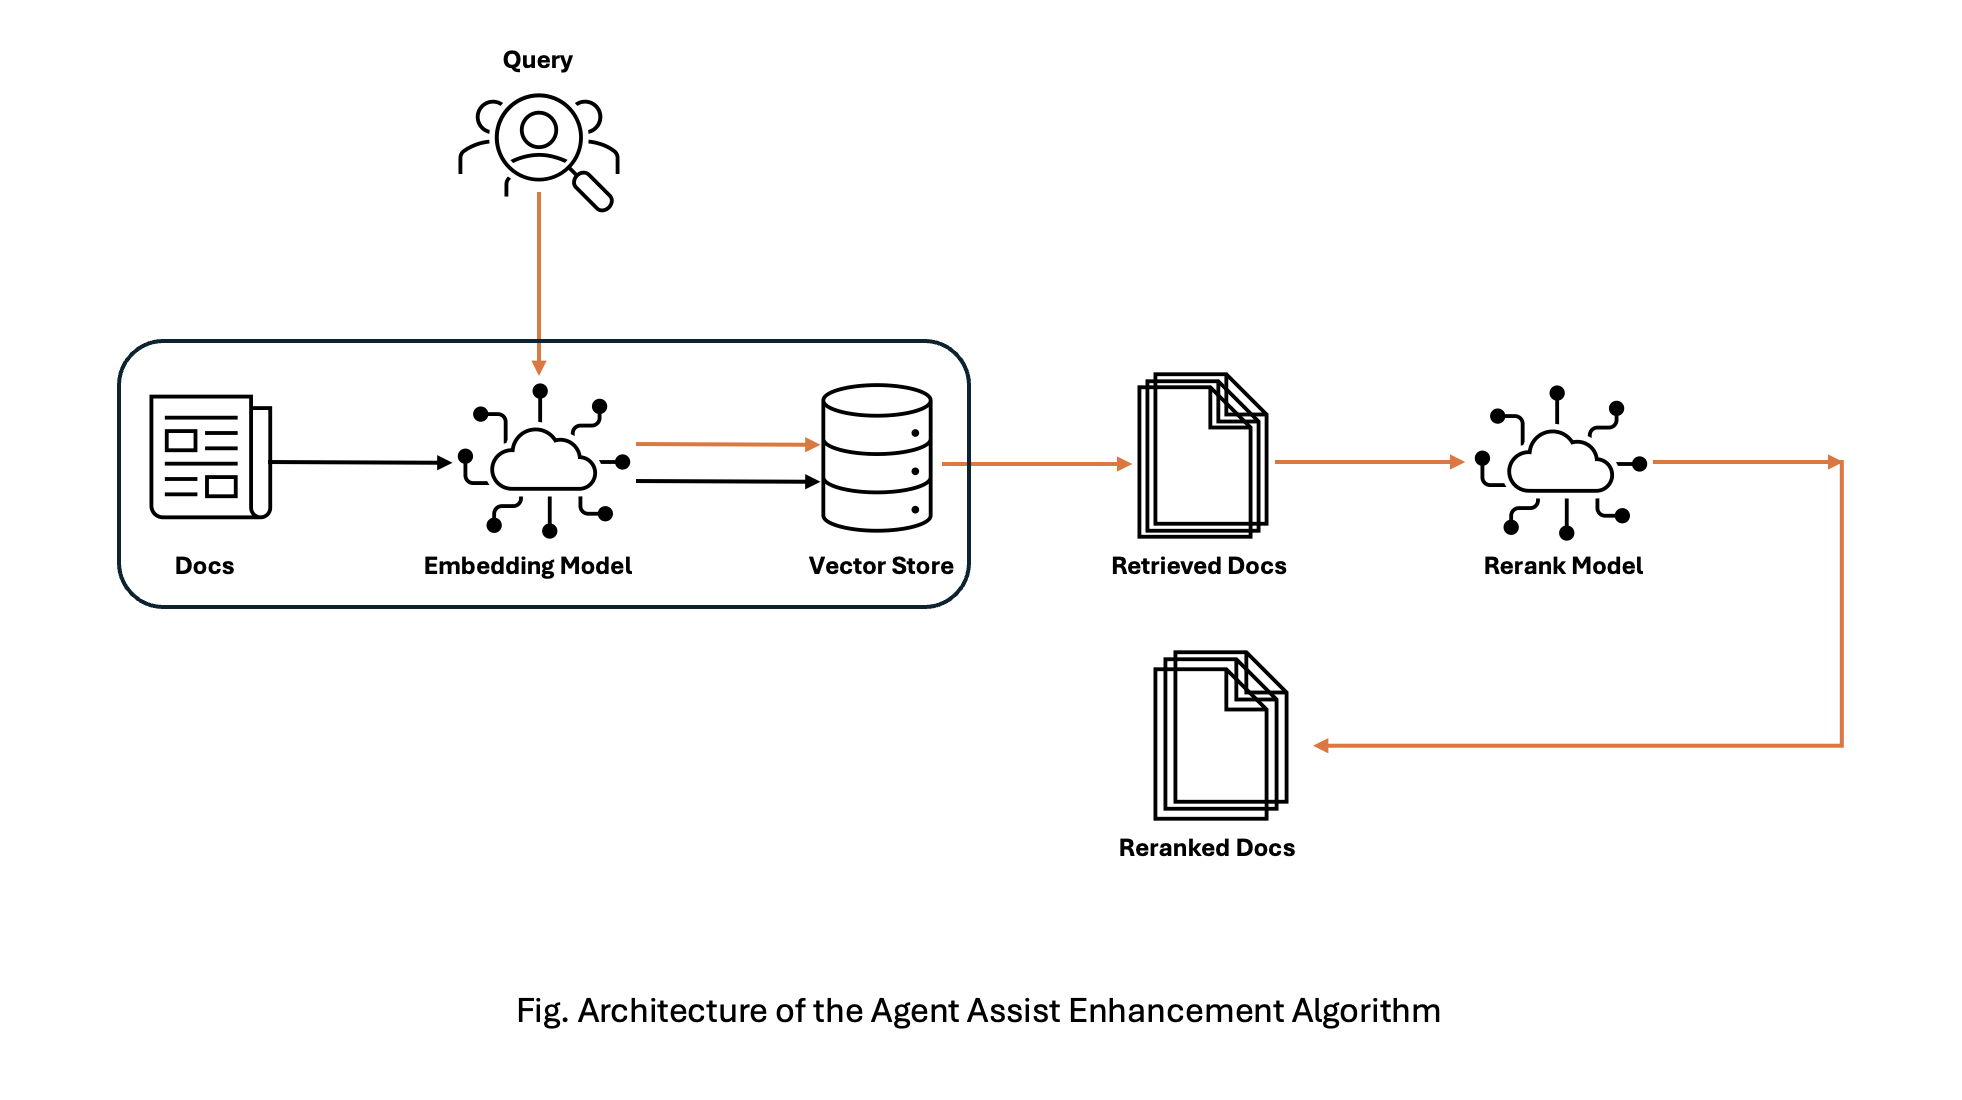 Query
Docs
Embedding Model
Vector Store
Retrieved Docs
Rerank Model
Reranked Docs
Fig. Architecture of the Agent Assist Enhancement Algorithm